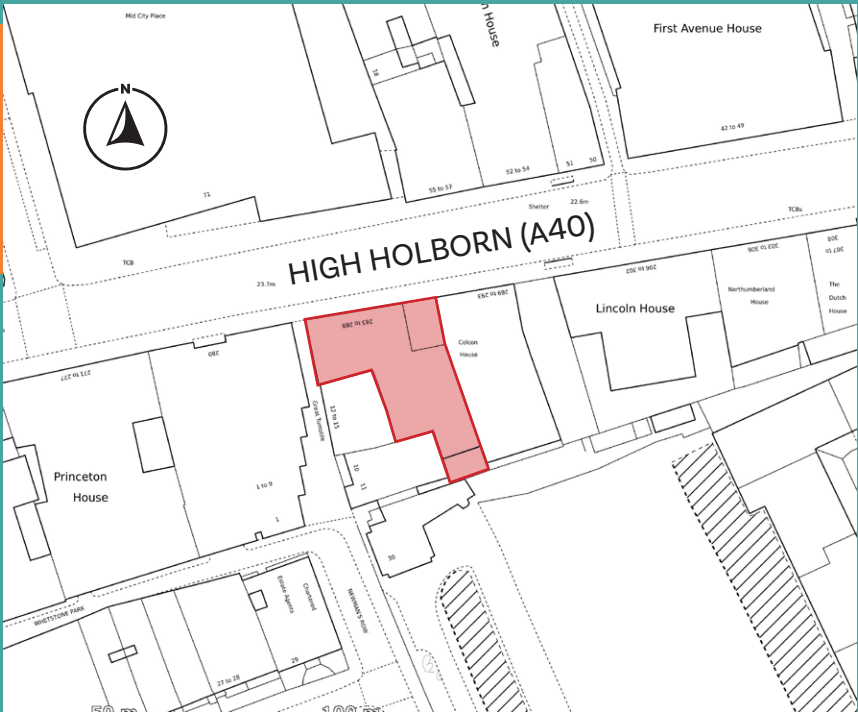 Mid City Place
First Avenue House
House
N
18
42 to 49
55 to 57
52 to 54
51
50
31
Shelter
22.6m
TCBs
HIGH HOLBORN (A40)
TCB
23.7m
308
307 to
303 to 306
296 to 302
289 to 293
283 to 288
280
273 to 277
Lincoln House
Northumberland
House
The
Dutch
House
Colson
House
Great Turnstile
12 to 15
10
11
Princeton
House
1 to 9
1
30
WHETSTONE PARK
Estate Agents
Chartered
NEWMAN'S ROW
29
27 to 28
50 m
100 m